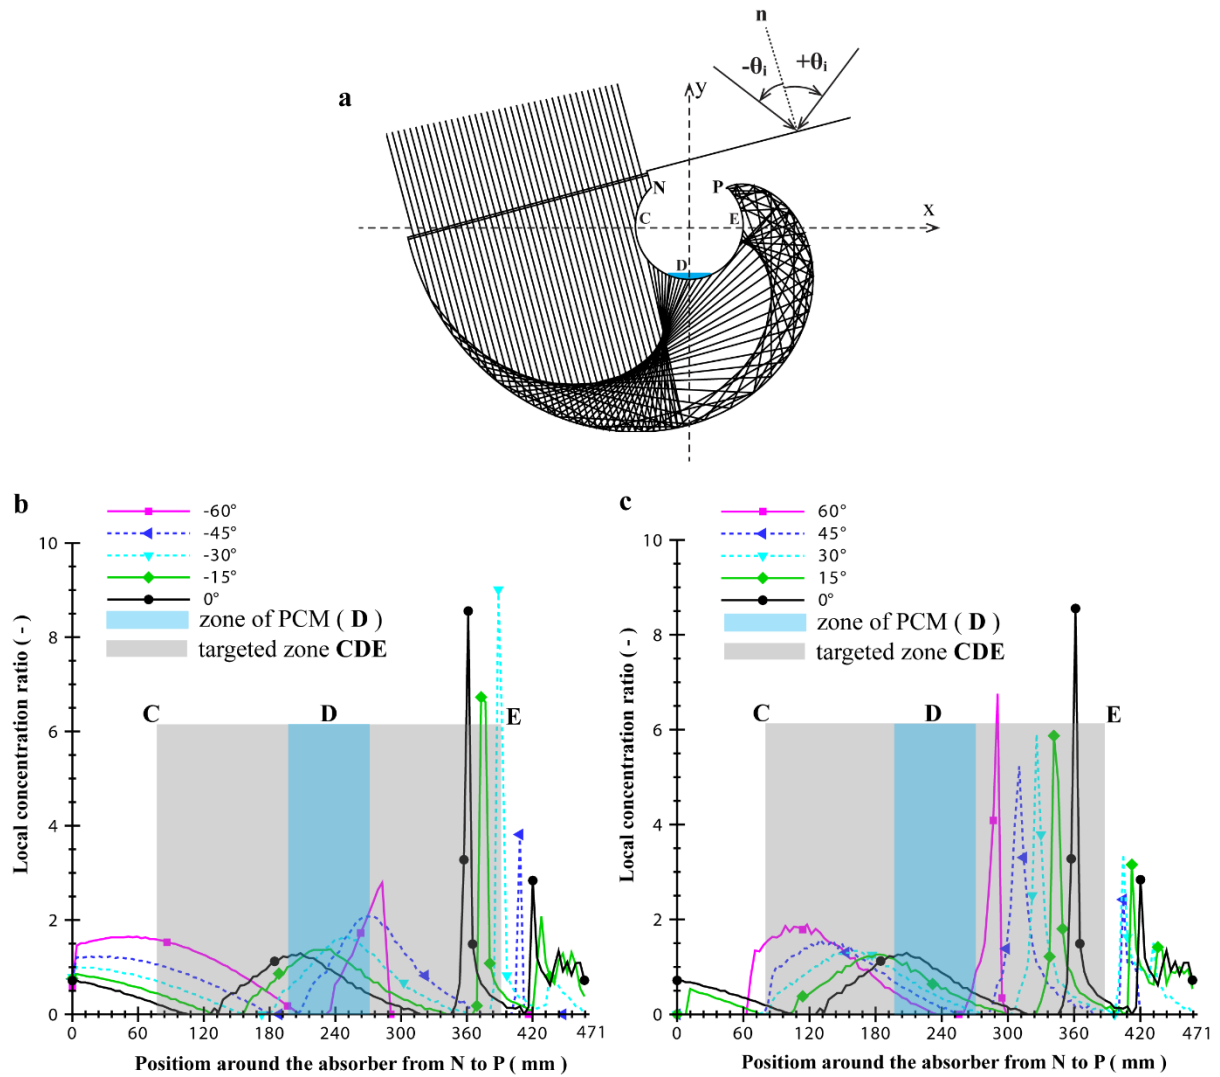 a
n
-θi
+θi
y
N
P
C
E
x
D
b
-60°
-45°
-30°
-15°
0°
zone of PCM ( D )
targeted zone CDE
Local concentration ratio ( - )
10
8
6
4
2
0
C
D
E
0
60
120
180
240
300
360
420
471
Positiom around the absorber from N to P ( mm )
c
60°
45°
30°
15°
0°
zone of PCM ( D )
targeted zone CDE
Local concentration ratio ( - )
10
8
6
4
2
0
C
D
E
0
60
120
180
240
300
360
420
471
Position around the absorber from N to P ( mm )